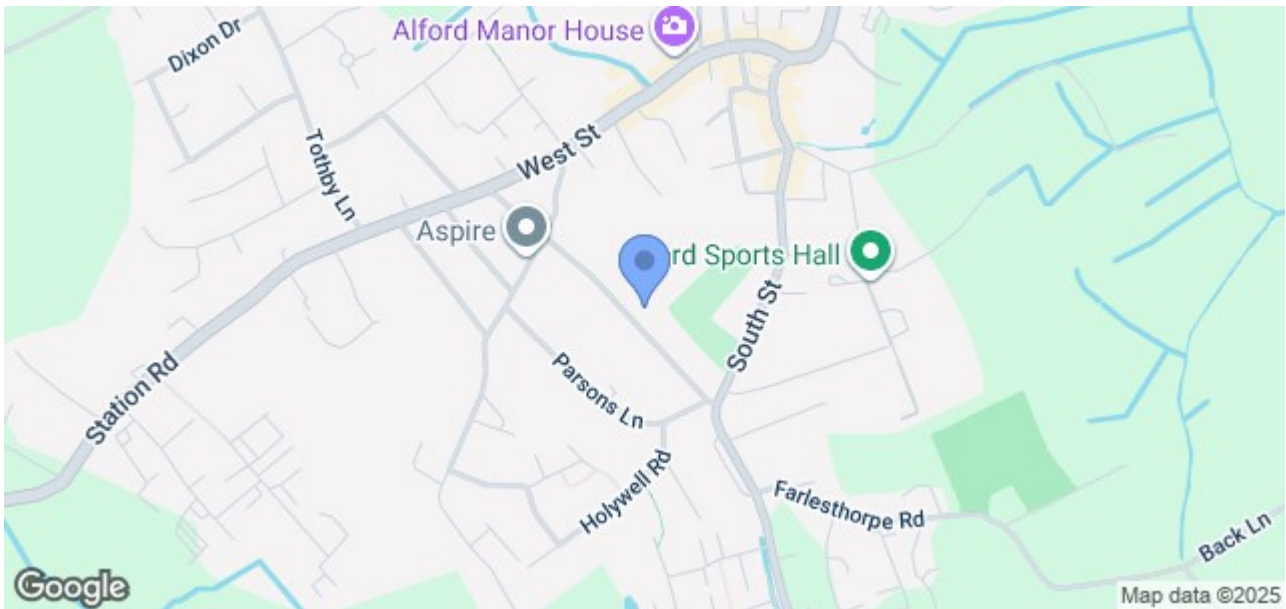 Alford Manor House
Dixon Dr
West St
Tothby Ln
Aspire
rd Sports Hall
South St
Station Rd
Parsons Ln
Holywell Rd
Farlesthorpe Rd
Back Ln
Google
Map data ©2025